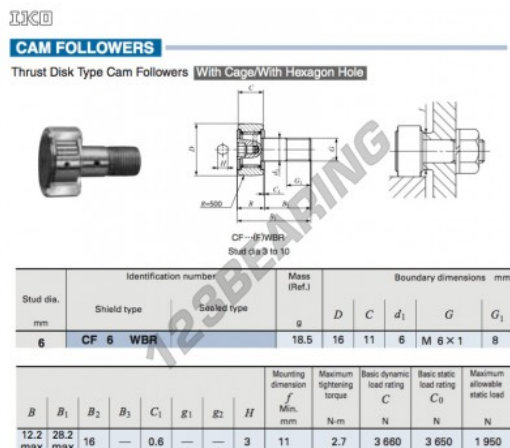 IKO
CAM FOLLOWERS
Thrust Disk Type Cam Followers With Cage/With Hexagon Hole
C
D
H
d1
G
G1
C1
R=500
B
B2
B1
CF…(F)WBR
Stud dia 3 to 10
123BEARING
Stud dia. mm
Identification number
Shield type
Sealed type
Mass (Ref.) g
Boundary dimensions mm
D C d1 G G1
6 CF 6 WBR 18.5 16 11 6 M 6×1 8
B B1 B2 B3 C1 g1 g2 H
Mounting dimension f Min. mm
Maximum tightening torque N·m
Basic dynamic load rating C N
Basic static load rating C0 N
Maximum allowable static load N
12.2 max 28.2 max 16 — 0.6 — — 3 11 2.7 3 660 3 650 1 950